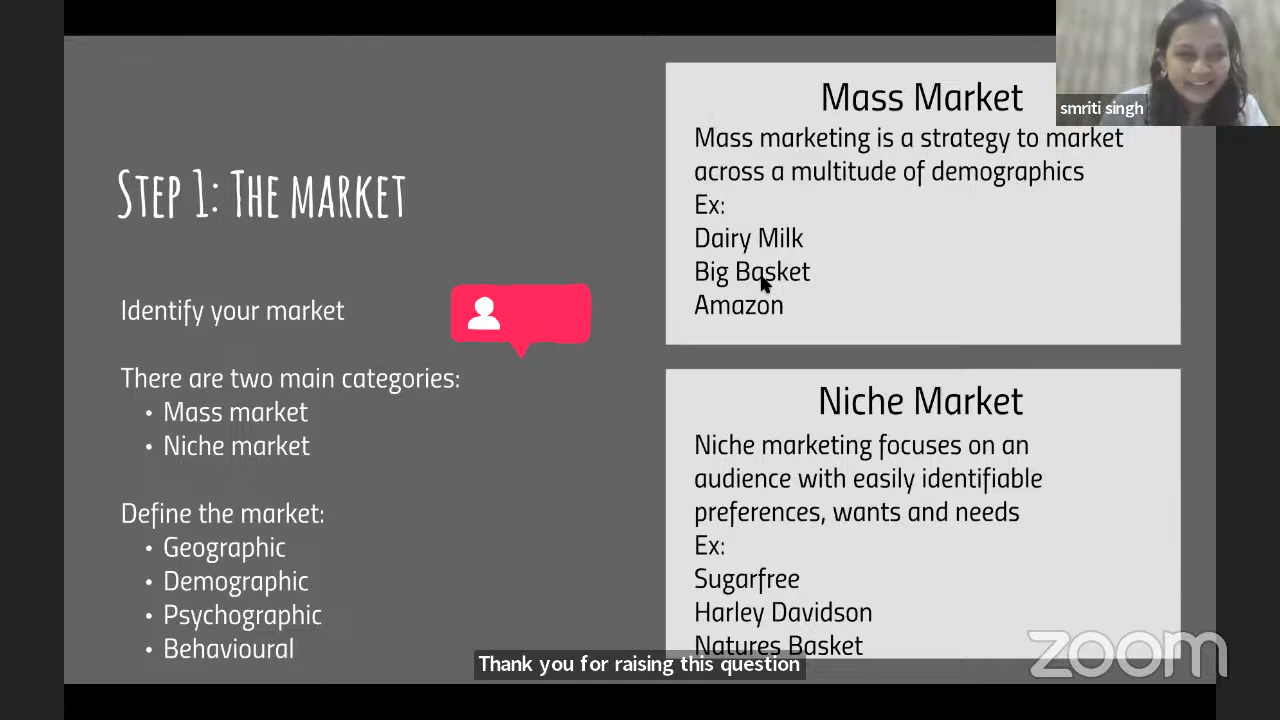 STEP 1: THE MARKET
Identify your market
There are two main categories:
• Mass market
• Niche market
Define the market:
• Geographic
• Demographic
• Psychographic
• Behavioural
Mass Market
Mass marketing is a strategy to market
across a multitude of demographics
Ex:
Dairy Milk
Big Basket
Amazon
Niche Market
Niche marketing focuses on an
audience with easily identifiable
preferences, wants and needs
Ex:
Sugarfree
Harley Davidson
Natures Basket
smriti singh
Thank you for raising this question
zoom